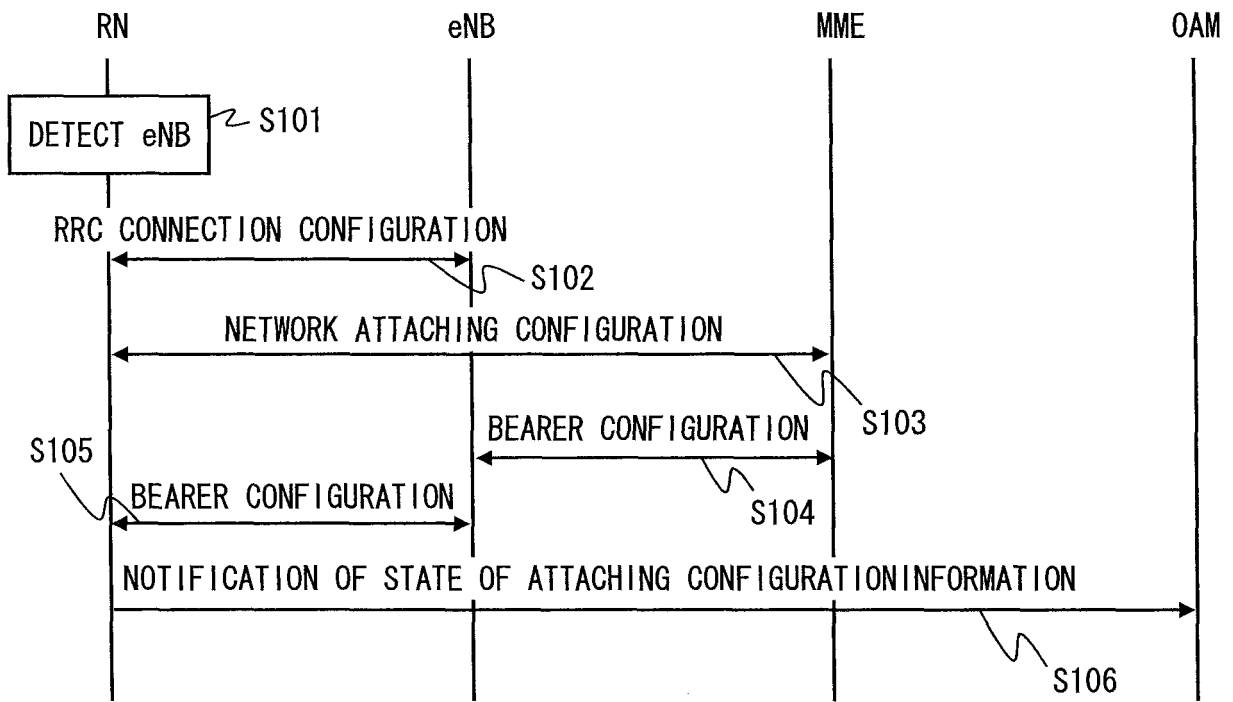 RN eNB MME OAM
DETECT eNB
S101
RRC CONNECTION CONFIGURATION
S102
NETWORK ATTACHING CONFIGURATION
S103
BEARER CONFIGURATION
S104
S105
BEARER CONFIGURATION
NOTIFICATION OF STATE OF ATTACHING CONFIGURATIONINFORMATION
S106